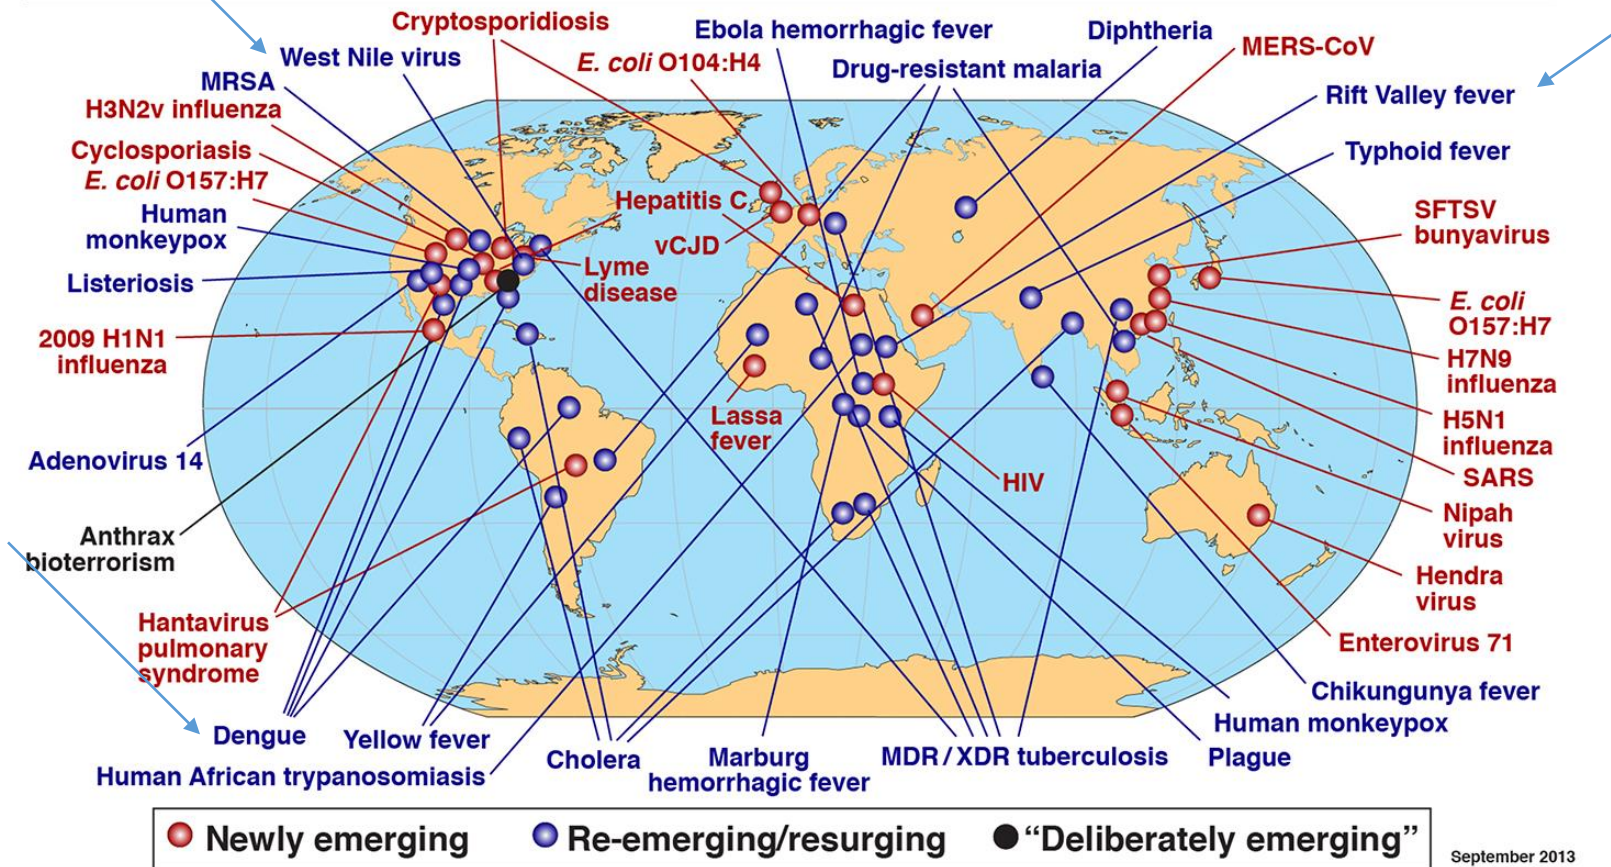 Cryptosporidiosis
Ebola hemorrhagic fever
Diphtheria
MERS-CoV
West Nile virus
E. coli O104:H4
Drug-resistant malaria
MRSA
Rift Valley fever
H3N2v influenza
Cyclosporiasis
Typhoid fever
E. coli O157:H7
Hepatitis C
Human
monkeypox
SFTSV
bunyavirus
vCJD
Listeriosis
Lyme
disease
E. coli
O157:H7
2009 H1N1
influenza
H7N9
influenza
Lassa
fever
H5N1
influenza
Adenovirus 14
HIV
SARS
Anthrax
bioterrorism
Nipah
virus
Hendra
virus
Hantavirus
pulmonary
syndrome
Enterovirus 71
Chikungunya fever
Human monkeypox
Dengue
Yellow fever
Cholera
Marburg
hemorrhagic fever
MDR/XDR tuberculosis
Plague
Human African trypanosomiasis
Newly emerging
Re-emerging/resurging
“Deliberately emerging”
September 2013